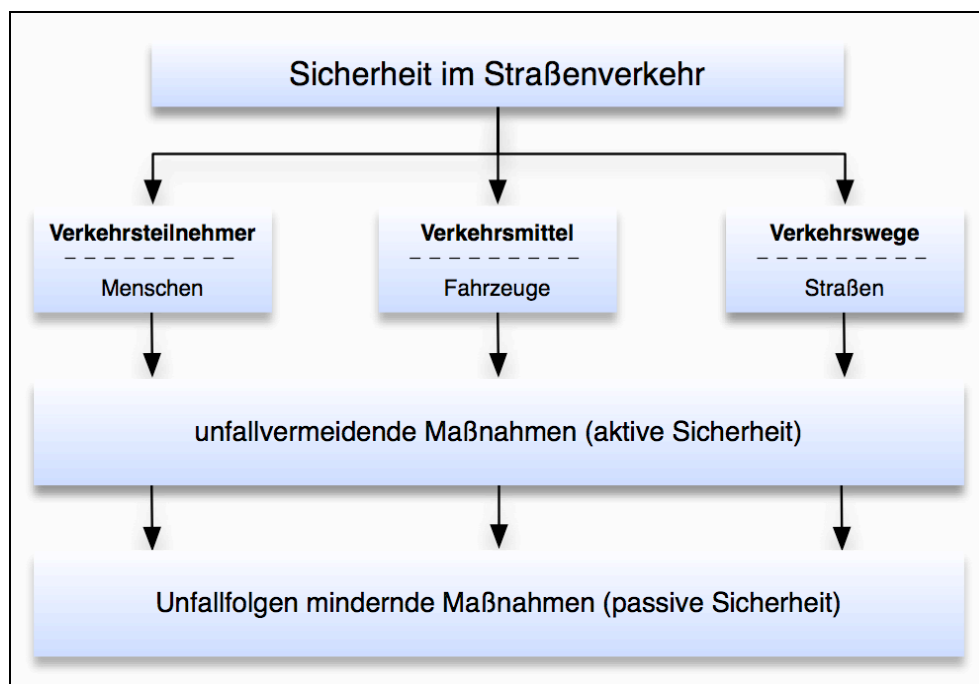 Sicherheit im Straßenverkehr
Verkehrsteilnehmer
Menschen
Verkehrsmittel
Fahrzeuge
Verkehrswege
Straßen
unfallvermeidende Maßnahmen (aktive Sicherheit)
Unfallfolgen mindernde Maßnahmen (passive Sicherheit)